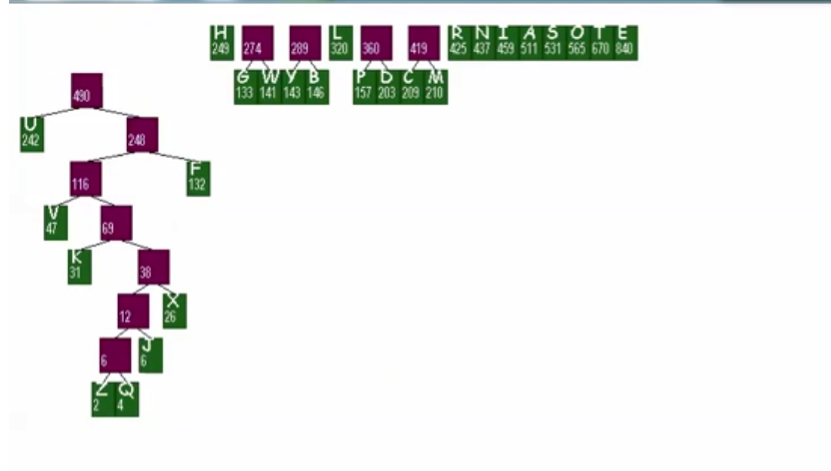 H L R N I A S O T E
249 274 289 320 360 419 425 437 459 511 531 565 670 840
G W Y B P D C M
133 141 143 146 157 203 209 210
490
U
242 248
F
116 132
V
47 69
K
31 38
X
12 26
J
6 6
Z Q
2 4